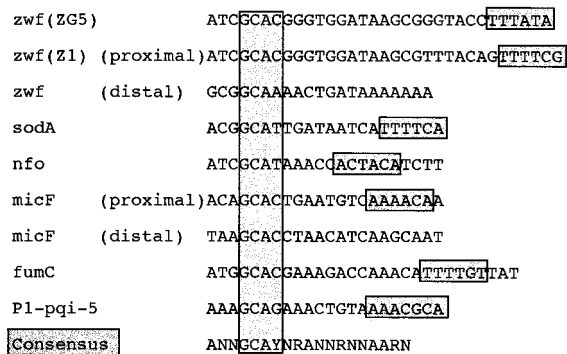 zwf(ZG5) ATCGCACGGGTGGATAAGCGGGTACCTTTATA
zwf(Z1) (proximal) ATCGCACGGGTGGATAAGCGTTTACAGTTTTCG
zwf (distal) GCGGCAAAACTGATAAAAAAA
sodA ACGGCATTGATAATCATTTTCA
nfo ATCGCATAAACCACTACATCTT
micF (proximal) ACAGCACTGAATGTCAAAACAA
micF (distal) TAAGCACCTAACATCAAGCAAT
fumC ATGGCACGAAAGACCAAACATTTTGTTAT
P1-pqi-5 AAAGCAGAAACTGTAAAACGCA
Consensus ANNGCAYNRANNRNNAARN